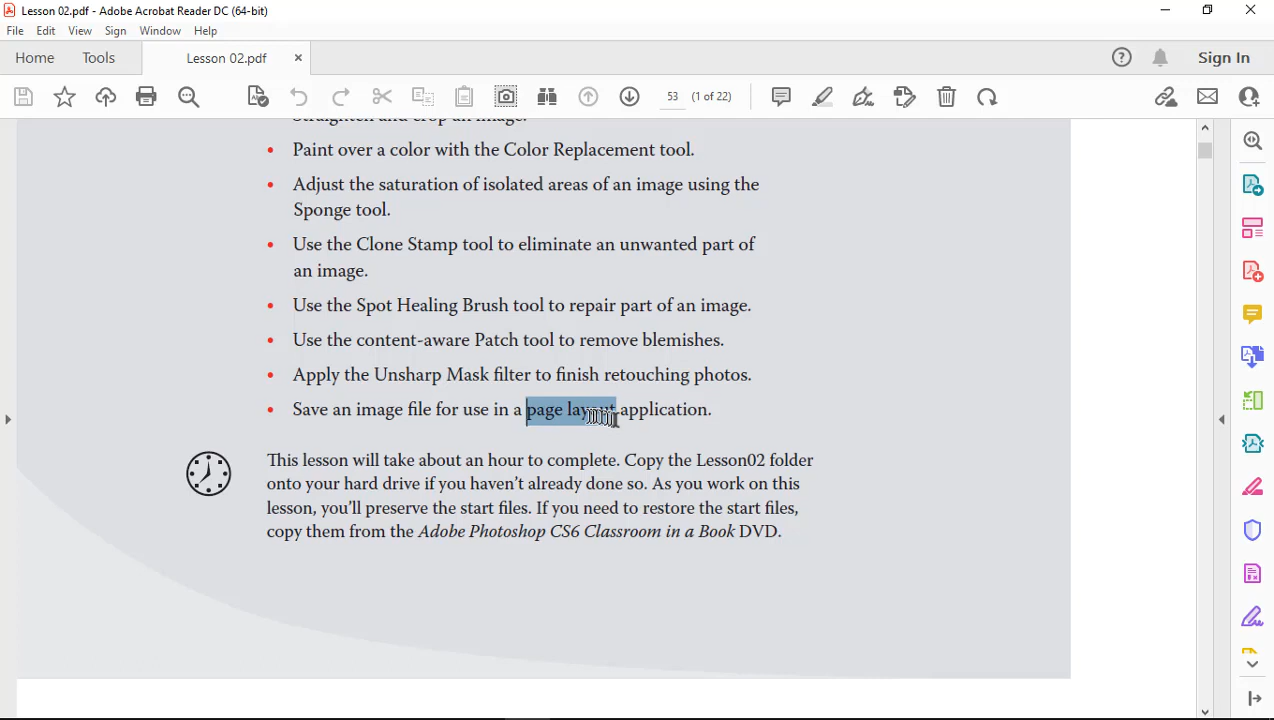 Lesson 02.pdf - Adobe Acrobat Reader DC (64-bit)
File Edit View Sign Window Help
Home Tools Lesson 02.pdf × Sign In
53 (1 of 22)
Straighten and crop an image.
• Paint over a color with the Color Replacement tool.
• Adjust the saturation of isolated areas of an image using the
Sponge tool.
• Use the Clone Stamp tool to eliminate an unwanted part of
an image.
• Use the Spot Healing Brush tool to repair part of an image.
• Use the content-aware Patch tool to remove blemishes.
• Apply the Unsharp Mask filter to finish retouching photos.
• Save an image file for use in a page layout application.
This lesson will take about an hour to complete. Copy the Lesson02 folder
onto your hard drive if you haven’t already done so. As you work on this
lesson, you’ll preserve the start files. If you need to restore the start files,
copy them from the Adobe Photoshop CS6 Classroom in a Book DVD.